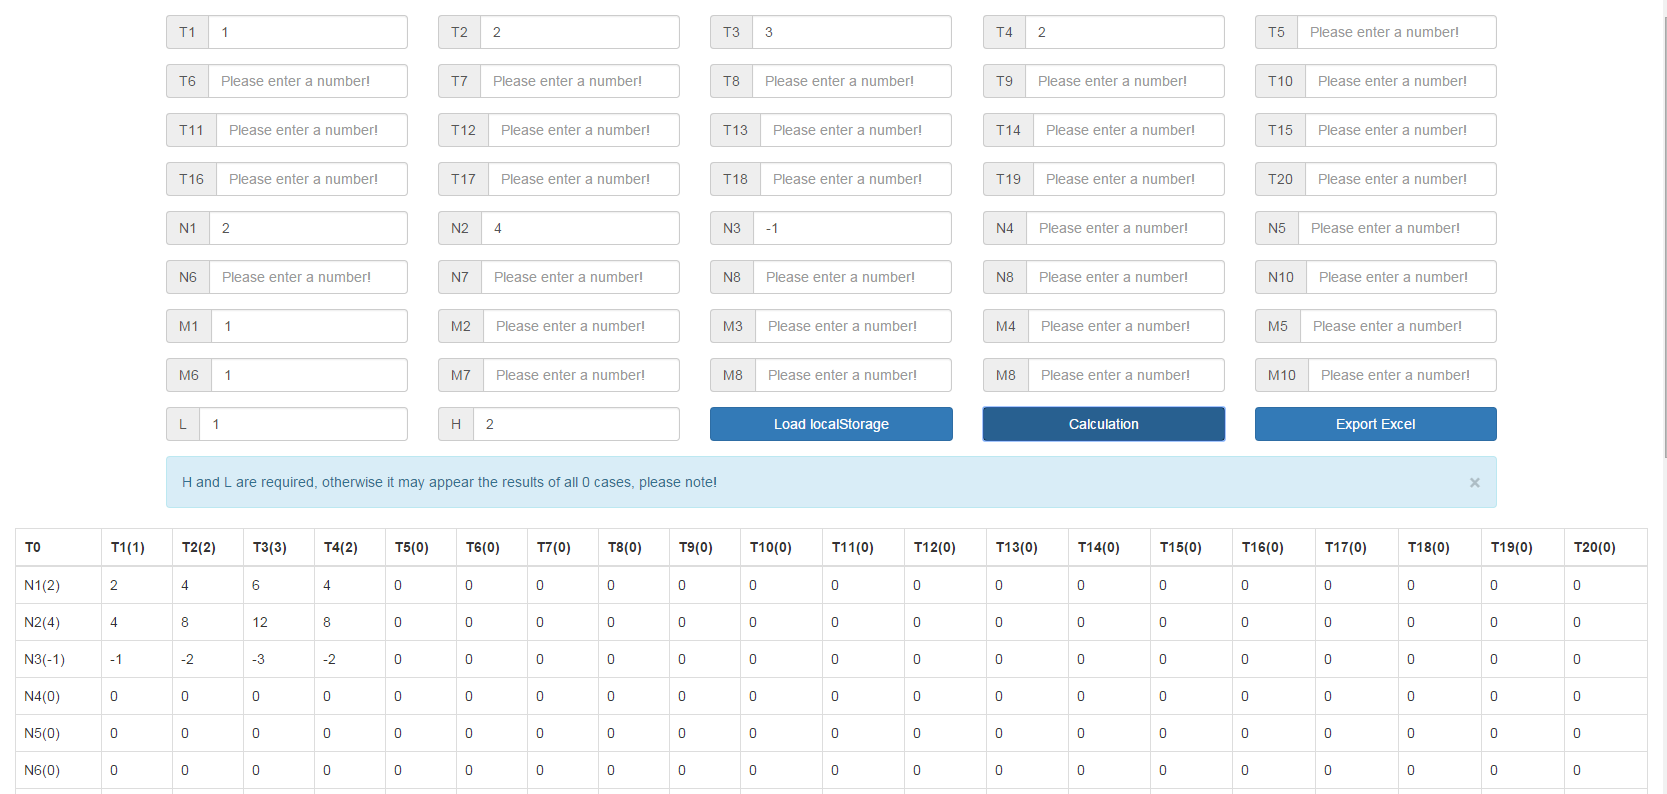 T1 1 T2 2 T3 3 T4 2 T5 Please enter a number!
T6 Please enter a number! T7 Please enter a number! T8 Please enter a number! T9 Please enter a number! T10 Please enter a number!
T11 Please enter a number! T12 Please enter a number! T13 Please enter a number! T14 Please enter a number! T15 Please enter a number!
T16 Please enter a number! T17 Please enter a number! T18 Please enter a number! T19 Please enter a number! T20 Please enter a number!
N1 2 N2 4 N3 -1 N4 Please enter a number! N5 Please enter a number!
N6 Please enter a number! N7 Please enter a number! N8 Please enter a number! N8 Please enter a number! N10 Please enter a number!
M1 1 M2 Please enter a number! M3 Please enter a number! M4 Please enter a number! M5 Please enter a number!
M6 1 M7 Please enter a number! M8 Please enter a number! M8 Please enter a number! M10 Please enter a number!
L 1 H 2 Load localStorage Calculation Export Excel
H and L are required, otherwise it may appear the results of all 0 cases, please note! ×
T0 T1(1) T2(2) T3(3) T4(2) T5(0) T6(0) T7(0) T8(0) T9(0) T10(0) T11(0) T12(0) T13(0) T14(0) T15(0) T16(0) T17(0) T18(0) T19(0) T20(0)
N1(2) 2 4 6 4 0 0 0 0 0 0 0 0 0 0 0 0 0 0 0 0
N2(4) 4 8 12 8 0 0 0 0 0 0 0 0 0 0 0 0 0 0 0 0
N3(-1) -1 -2 -3 -2 0 0 0 0 0 0 0 0 0 0 0 0 0 0 0 0
N4(0) 0 0 0 0 0 0 0 0 0 0 0 0 0 0 0 0 0 0 0 0
N5(0) 0 0 0 0 0 0 0 0 0 0 0 0 0 0 0 0 0 0 0 0
N6(0) 0 0 0 0 0 0 0 0 0 0 0 0 0 0 0 0 0 0 0 0